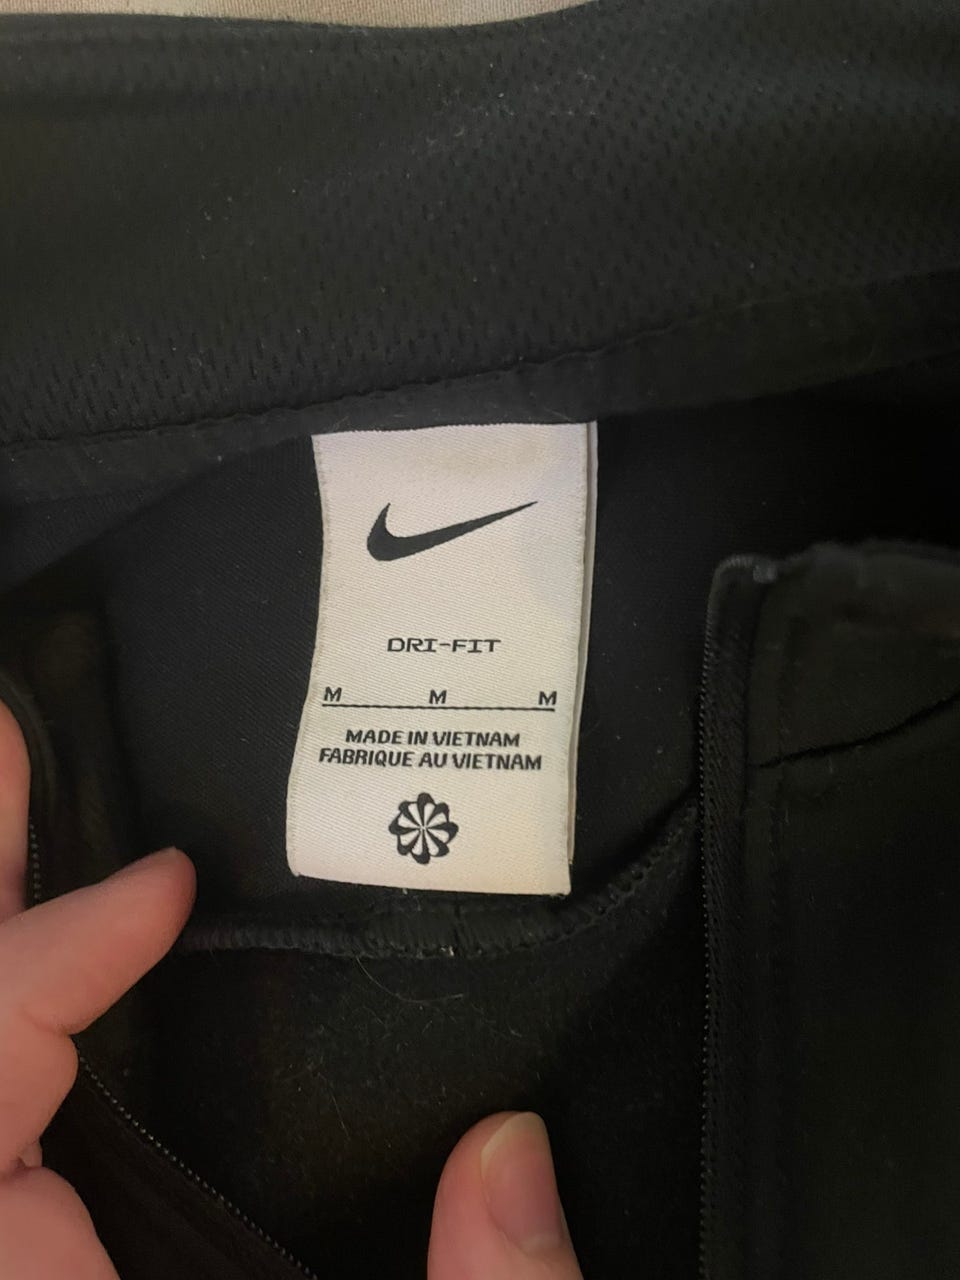 DRI-FIT
M M M
MADE IN VIETNAM
FABRIQUE AU VIETNAM